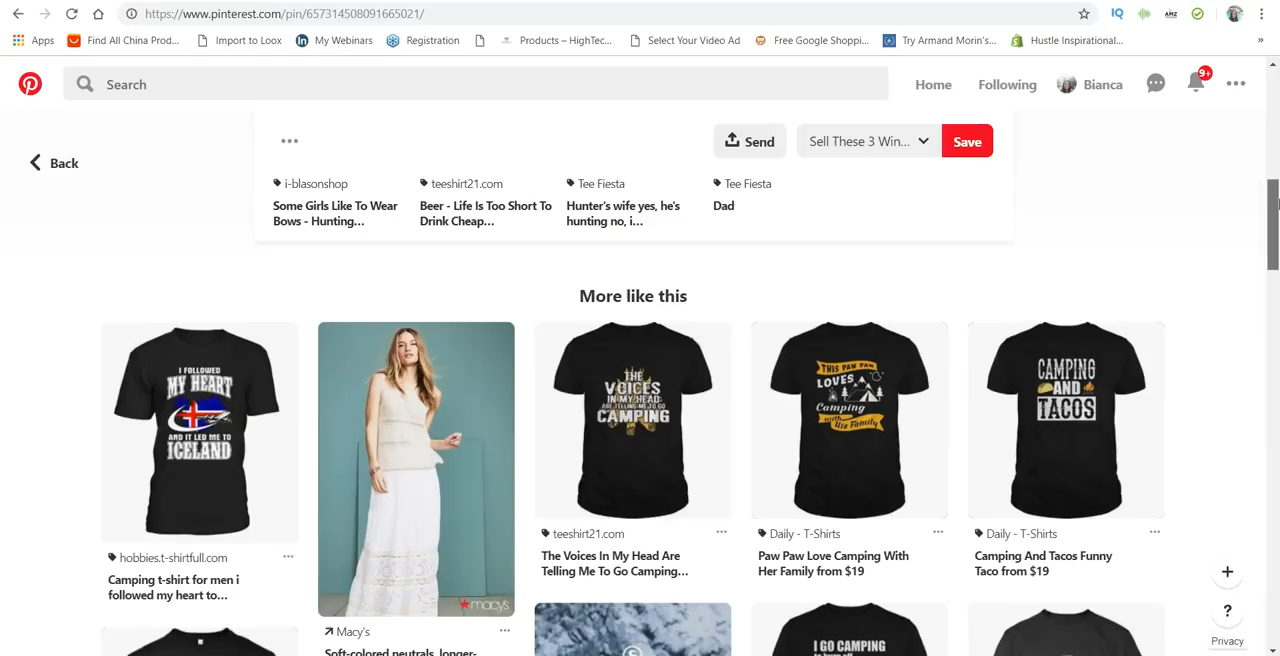 https://www.pinterest.com/pin/657314508091665021/
IQ
AMZ
Apps
Find All China Prod...
Import to Loox
My Webinars
Registration
Products – HighTec...
Select Your Video Ad
Free Google Shoppi...
Try Armand Morin's...
Hustle Inspirational...
»
Search
Home
Following
Bianca
9+
Back
Send
Sell These 3 Win...
Save
i-blasonshop
Some Girls Like To Wear
Bows - Hunting...
teeshirt21.com
Beer - Life Is Too Short To
Drink Cheap...
Tee Fiesta
Hunter's wife yes, he's
hunting no, i...
Tee Fiesta
Dad
More like this
I FOLLOWED
MY HEART
AND IT LED ME TO
ICELAND
hobbies.t-shirtfull.com
Camping t-shirt for men i
followed my heart to...
macys
Macy's
Soft-colored neutrals, longer-
THE
VOICES
IN MY HEAD
ARE TELLING ME TO GO
CAMPING
teeshirt21.com
The Voices In My Head Are
Telling Me To Go Camping...
THIS PAW PAW
LOVES
Camping
with
His Family
Daily - T-Shirts
Paw Paw Love Camping With
Her Family from $19
CAMPING
AND
TACOS
Daily - T-Shirts
Camping And Tacos Funny
Taco from $19
I GO CAMPING
to burn off
+
?
Privacy